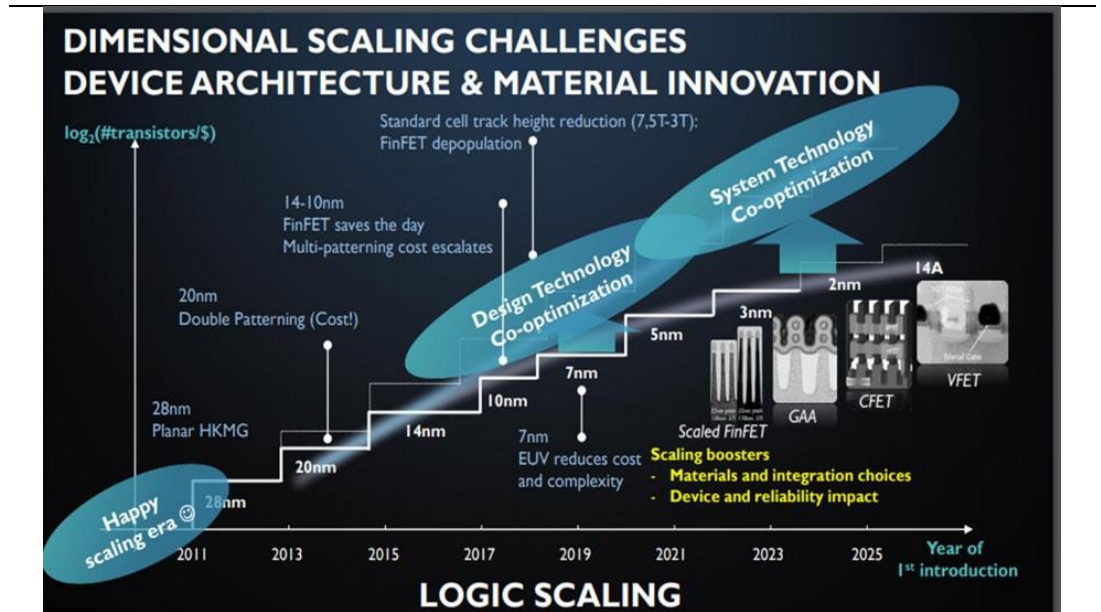 DIMENSIONAL SCALING CHALLENGES
DEVICE ARCHITECTURE & MATERIAL INNOVATION
log₂(#transistors/$)
Standard cell track height reduction (7,5T-3T):
FinFET depopulation
System Technology
Co-optimization
14-10nm
FinFET saves the day
Multi-patterning cost escalates
Design Technology
Co-optimization
20nm
Double Patterning (Cost!)
28nm
Planar HKMG
Happy
scaling era ☺
28nm
20nm
14nm
10nm
7nm
5nm
3nm
2nm
14A
Metal Gate
Scaled FinFET
GAA
CFET
VFET
7nm
EUV reduces cost
and complexity
Scaling boosters
- Materials and integration choices
- Device and reliability impact
2011 2013 2015 2017 2019 2021 2023 2025
Year of
1st introduction
LOGIC SCALING